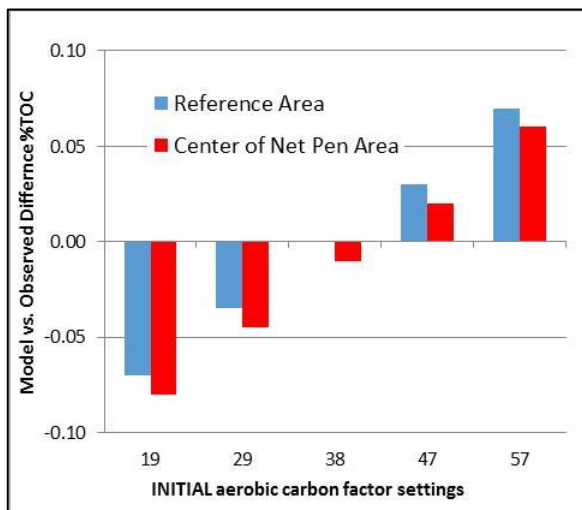 0.10
0.05
0.00
-0.05
-0.10
Model vs. Observed Differnce %TOC
Reference Area
Center of Net Pen Area
19 29 38 47 57
INITIAL aerobic carbon factor settings